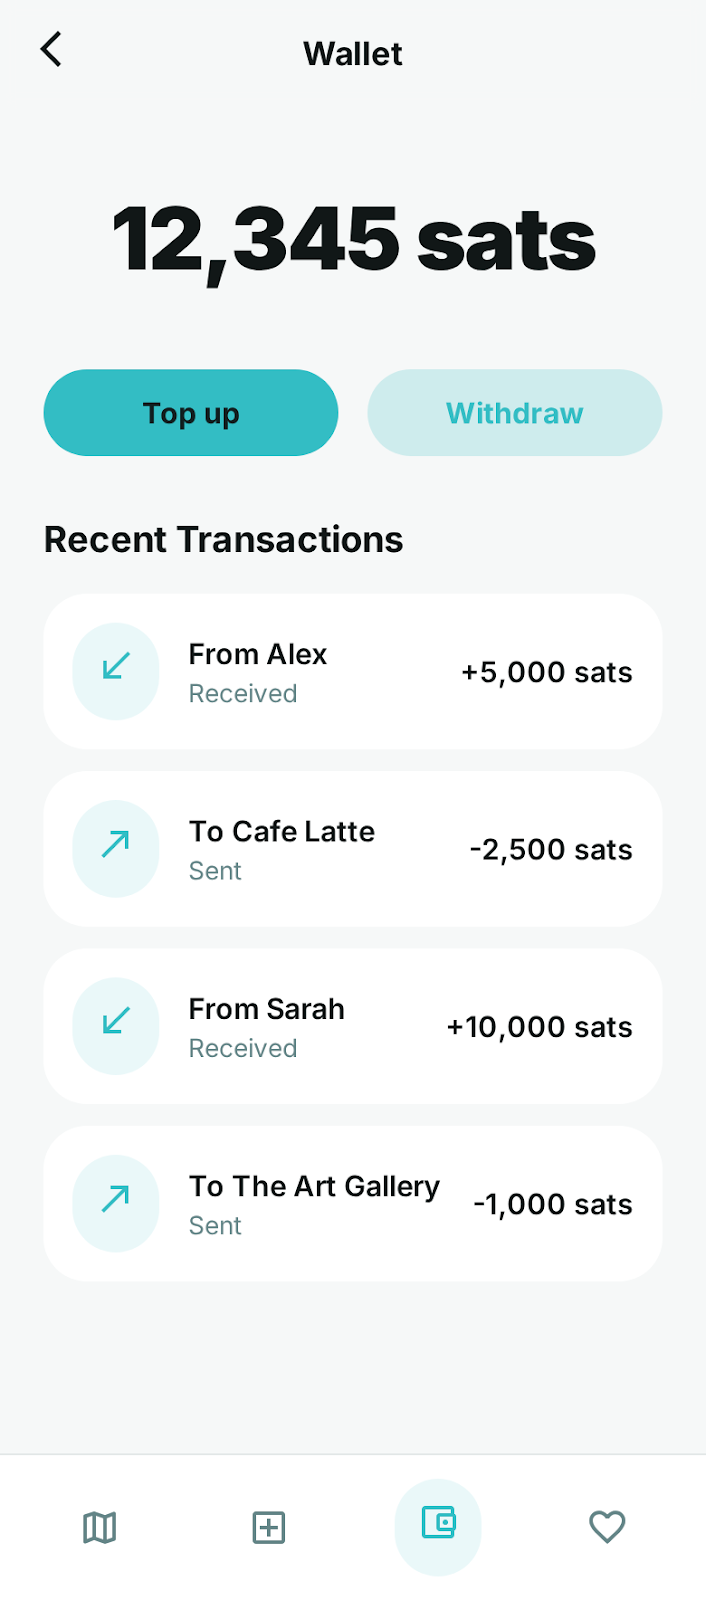 Wallet
12,345 sats
Top up
Withdraw
Recent Transactions
From Alex
Received
+5,000 sats
To Cafe Latte
Sent
-2,500 sats
From Sarah
Received
+10,000 sats
To The Art Gallery
Sent
-1,000 sats